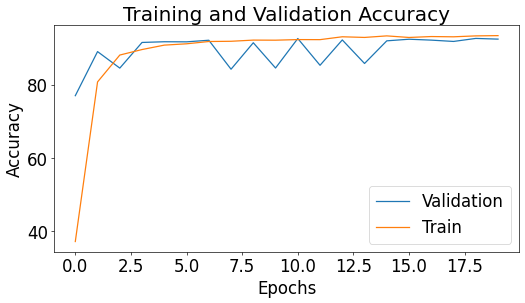 Training and Validation Accuracy
Accuracy
80
60
40
Validation
Train
0.0 2.5 5.0 7.5 10.0 12.5 15.0 17.5
Epochs